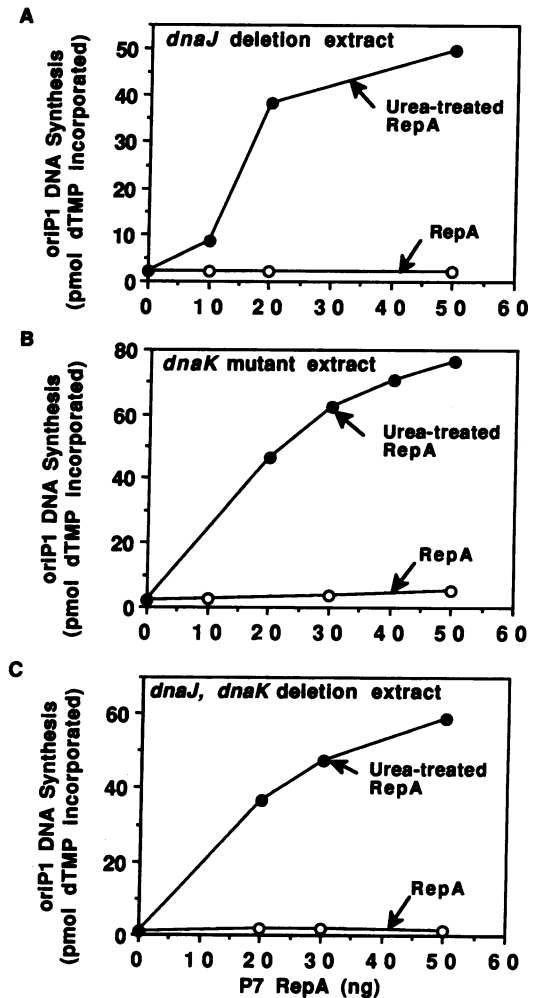 A
dnaJ deletion extract
oriP1 DNA Synthesis
(pmol dTMP incorporated)
50
40
30
20
10
0
Urea-treated
RepA
RepA
0 10 20 30 40 50 60
B
dnaK mutant extract
oriP1 DNA Synthesis
(pmol dTMP incorporated)
80
60
40
20
0
Urea-treated
RepA
RepA
0 10 20 30 40 50 60
C
dnaJ, dnaK deletion extract
oriP1 DNA Synthesis
(pmol dTMP incorporated)
60
40
20
0
Urea-treated
RepA
RepA
0 10 20 30 40 50 60
P7 RepA (ng)